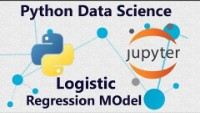 Python Data Science
jupyter
Logistic
Regression MOdel